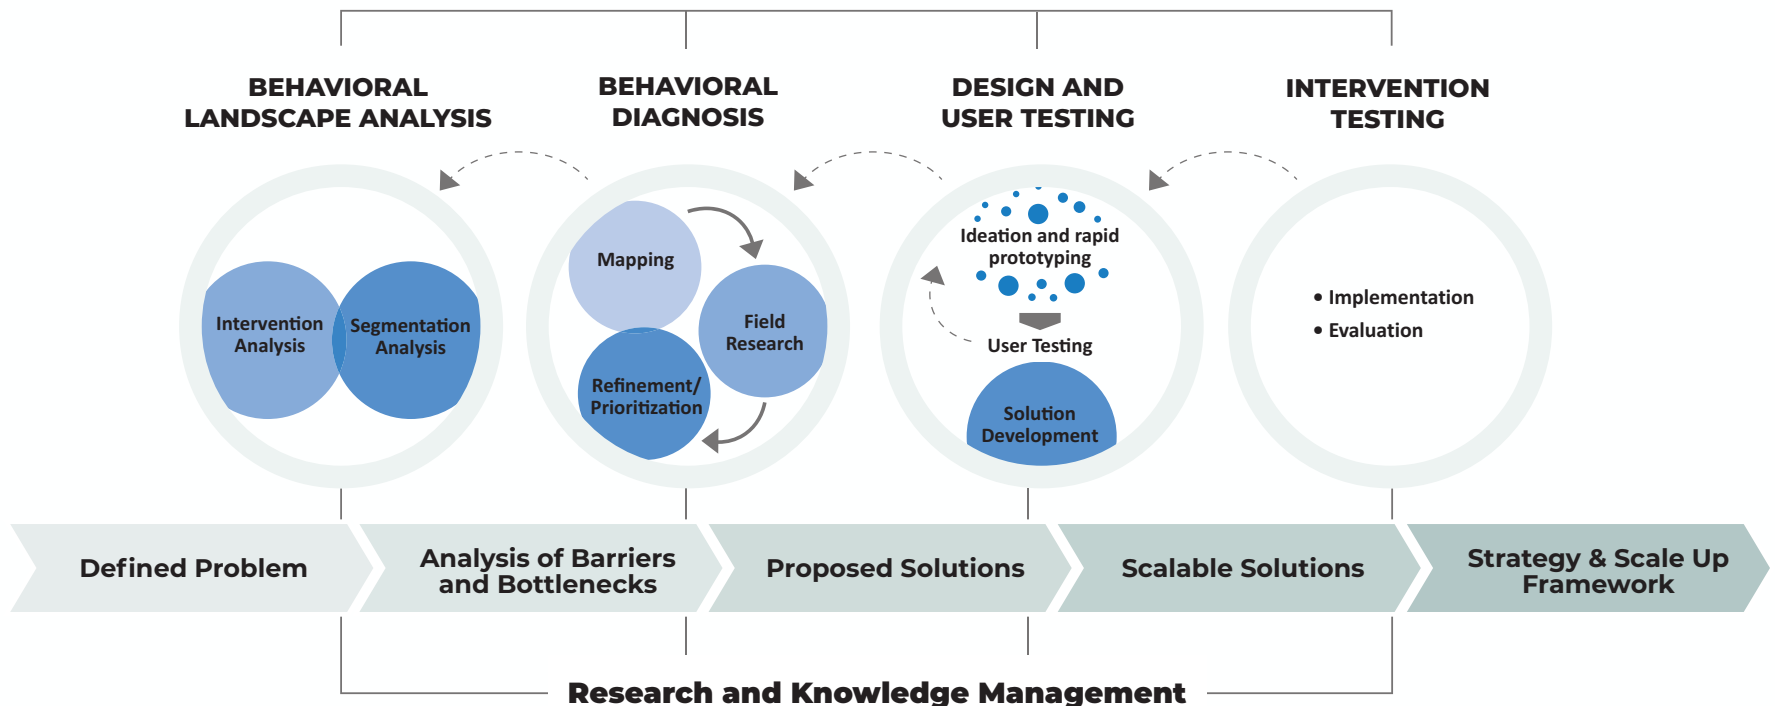 BEHAVIORAL
LANDSCAPE ANALYSIS
BEHAVIORAL
DIAGNOSIS
DESIGN AND
USER TESTING
INTERVENTION
TESTING
Intervention
Analysis
Segmentation
Analysis
Mapping
Field
Research
Refinement/
Prioritization
Ideation and rapid
prototyping
User Testing
Solution
Development
• Implementation
• Evaluation
Defined Problem
Analysis of Barriers
and Bottlenecks
Proposed Solutions
Scalable Solutions
Strategy & Scale Up
Framework
Research and Knowledge Management